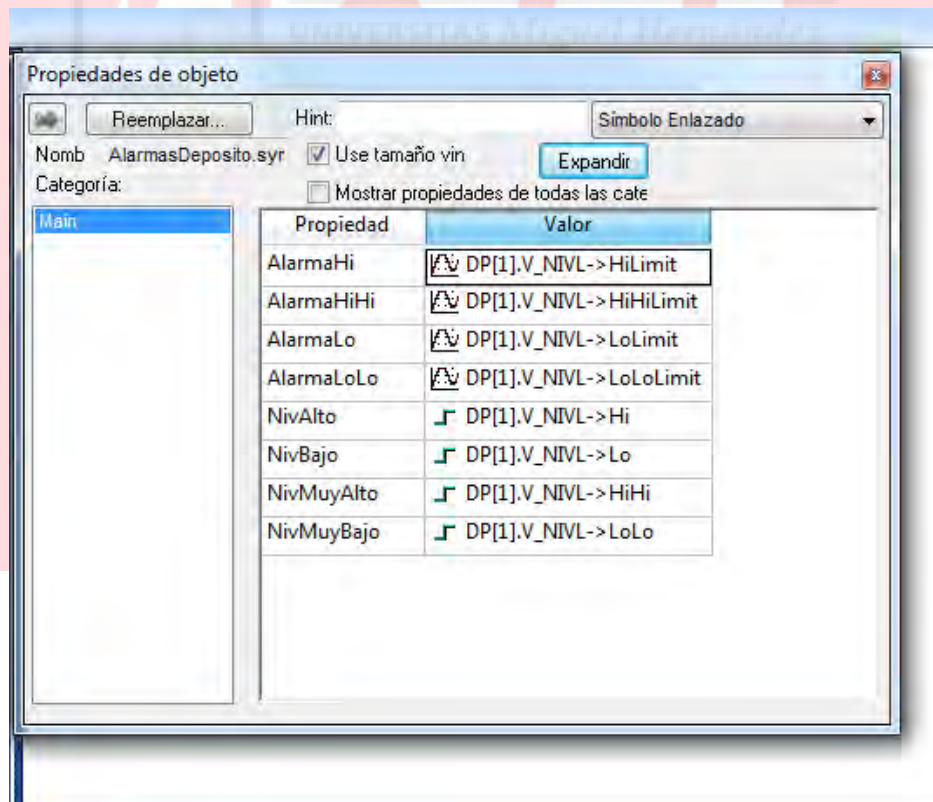 UNIVERSITAS Miguel Hernández
Propiedades de objeto
Reemplazar... Hint: Símbolo Enlazado
Nomb AlarmasDeposito.syr Use tamaño vin Expandir
Categoría: Mostrar propiedades de todas las cate
Main Propiedad Valor
AlarmaHi DP[1].V_NIVL->HiLimit
AlarmaHiHi DP[1].V_NIVL->HiHiLimit
AlarmaLo DP[1].V_NIVL->LoLimit
AlarmaLoLo DP[1].V_NIVL->LoLoLimit
NivAlto DP[1].V_NIVL->Hi
NivBajo DP[1].V_NIVL->Lo
NivMuyAlto DP[1].V_NIVL->HiHi
NivMuyBajo DP[1].V_NIVL->LoLo